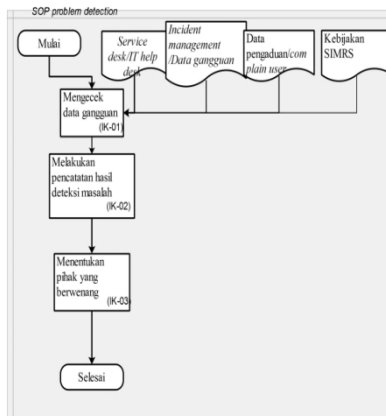 SOP problem detection
Mulai
Service
desk/IT help
desk
Incident
management
/Data gangguan
Data
pengaduan/com
plain user
Kebijakan
SIMRS
Mengecek
data gangguan
(IK-01)
Melakukan
pencatatan hasil
deteksi masalah
(IK-02)
Menentukan
pihak yang
berwenang
(IK-03)
Selesai